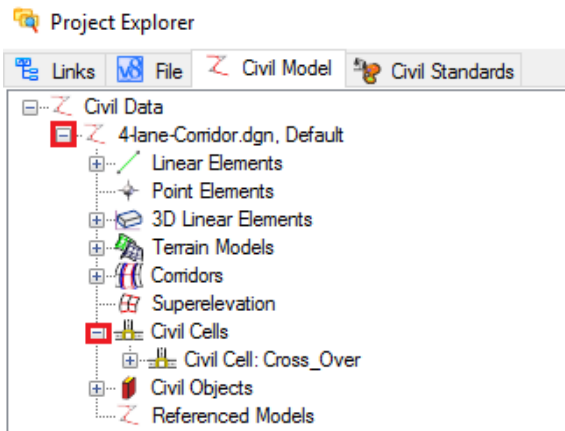 Project Explorer
Links File Civil Model Civil Standards
Civil Data
4-lane-Corridor.dgn, Default
Linear Elements
Point Elements
3D Linear Elements
Terrain Models
Corridors
Superelevation
Civil Cells
Civil Cell: Cross_Over
Civil Objects
Referenced Models